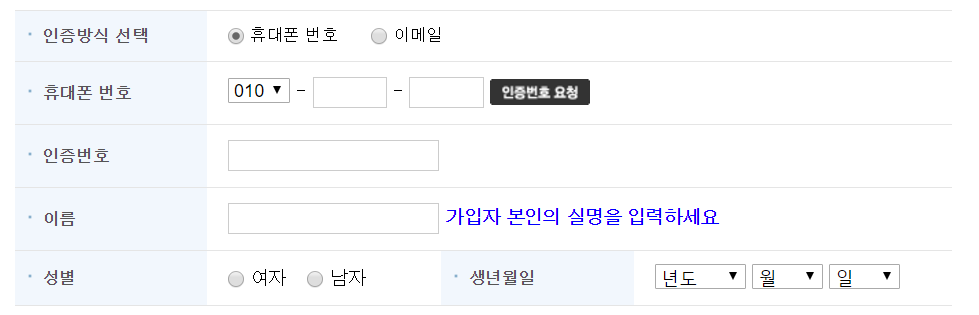 · 인증방식 선택 휴대폰 번호 이메일
· 휴대폰 번호 010 ▼ - - 인증번호 요청
· 인증번호
· 이름 가입자 본인의 실명을 입력하세요
· 성별 여자 남자 · 생년월일 년도 ▼ 월 ▼ 일 ▼